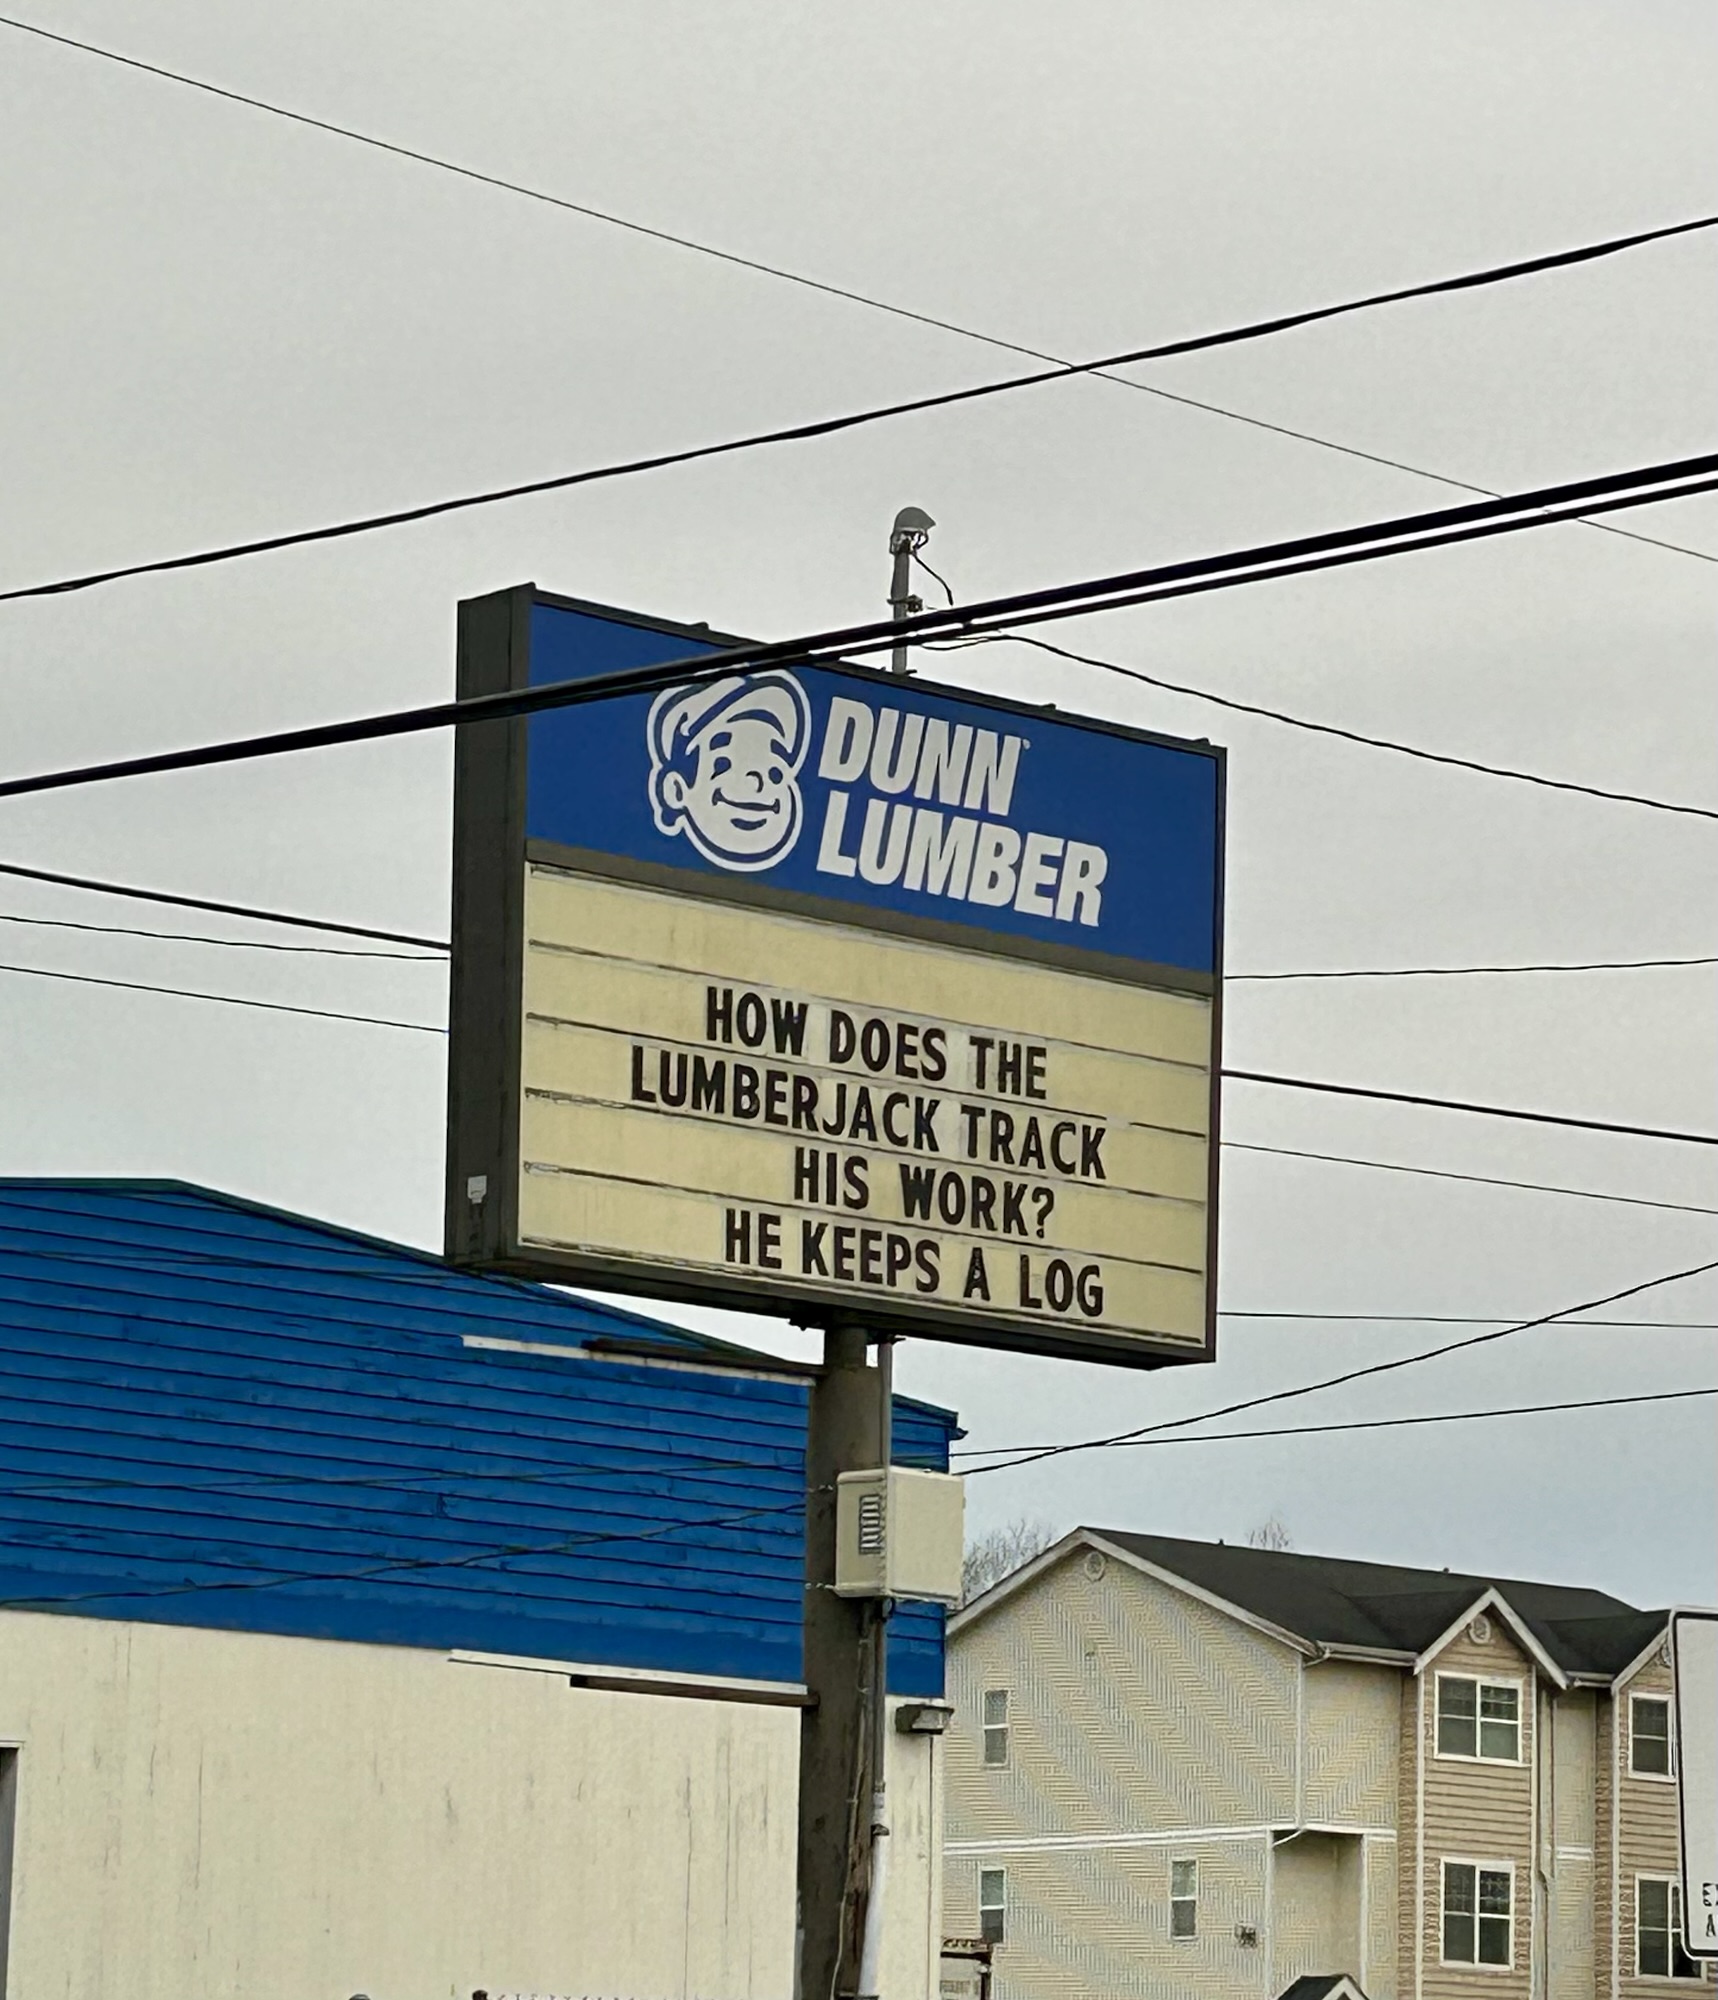 DUNN
LUMBER
HOW DOES THE
LUMBERJACK TRACK
HIS WORK?
HE KEEPS A LOG